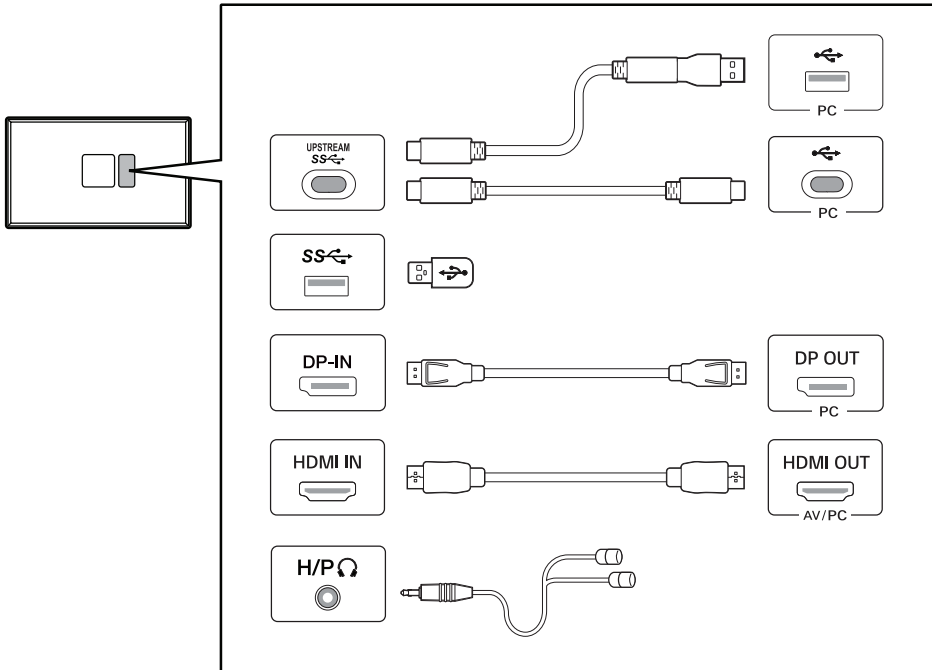 PC
UPSTREAM
SS
PC
SS
DP-IN
DP OUT
PC
HDMI IN
HDMI OUT
AV/PC
H/P